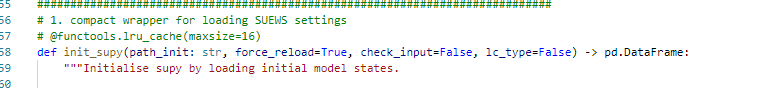 55 ################################################################################
56 # 1. compact wrapper for loading SUEWS settings
57 # @functools.lru_cache(maxsize=16)
58 def init_supy(path_init: str, force_reload=True, check_input=False, lc_type=False) -> pd.DataFrame:
59 """Initialise supy by loading initial model states.
60